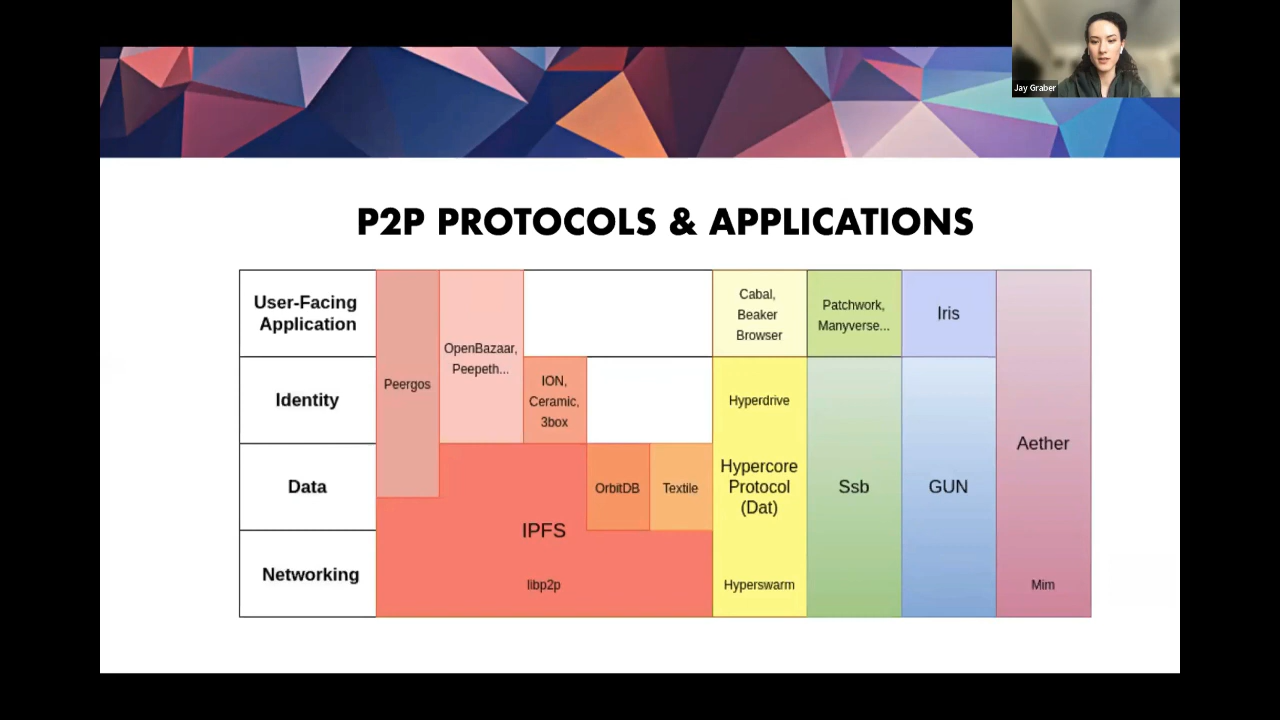 Jay Graber
P2P PROTOCOLS & APPLICATIONS
User-Facing
Application
Identity
Data
Networking
Peergos
OpenBazaar,
Peepeth...
ION,
Ceramic,
3box
OrbitDB
Textile
IPFS
libp2p
Cabal,
Beaker
Browser
Hyperdrive
Hypercore
Protocol
(Dat)
Hyperswarm
Patchwork,
Manyverse...
Ssb
Iris
GUN
Aether
Mim